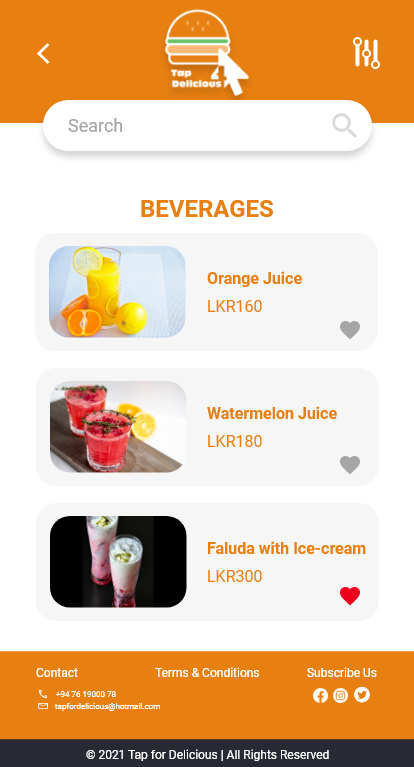 Tap
Delicious
Search
BEVERAGES
Orange Juice
LKR160
Watermelon Juice
LKR180
Faluda with Ice-cream
LKR300
Contact
Terms & Conditions
Subscribe Us
+94 76 19000 78
tapfordelicious@hotmail.com
© 2021 Tap for Delicious | All Rights Reserved